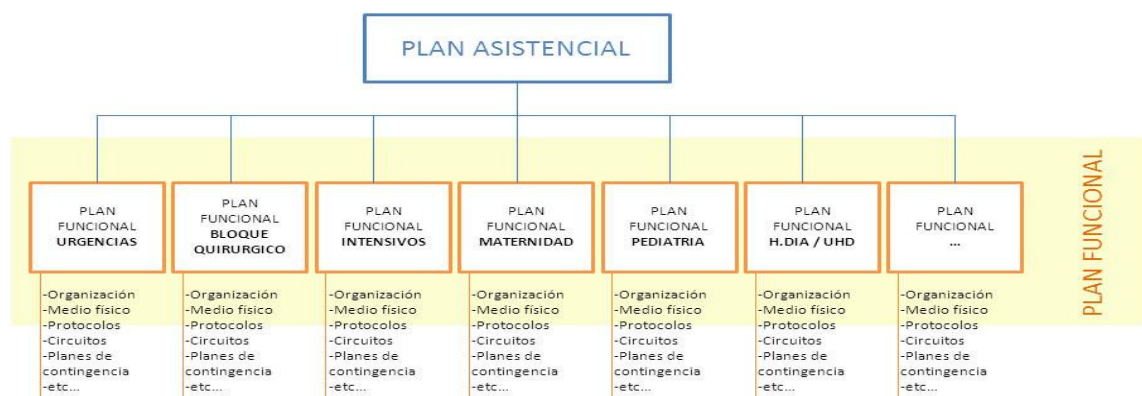 PLAN ASISTENCIAL
PLAN FUNCIONAL
PLAN
FUNCIONAL
URGENCIAS
PLAN
FUNCIONAL
BLOQUE
QUIRURGICO
PLAN
FUNCIONAL
INTENSIVOS
PLAN
FUNCIONAL
MATERNIDAD
PLAN
FUNCIONAL
PEDIATRIA
PLAN
FUNCIONAL
H.DIA / UHD
PLAN
FUNCIONAL
...
-Organización
-Medio físico
-Protocolos
-Circuitos
-Planes de
contingencia
-etc...
-Organización
-Medio físico
-Protocolos
-Circuitos
-Planes de
contingencia
-etc...
-Organización
-Medio físico
-Protocolos
-Circuitos
-Planes de
contingencia
-etc...
-Organización
-Medio físico
-Protocolos
-Circuitos
-Planes de
contingencia
-etc...
-Organización
-Medio físico
-Protocolos
-Circuitos
-Planes de
contingencia
-etc...
-Organización
-Medio físico
-Protocolos
-Circuitos
-Planes de
contingencia
-etc...
-Organización
-Medio físico
-Protocolos
-Circuitos
-Planes de
contingencia
-etc...